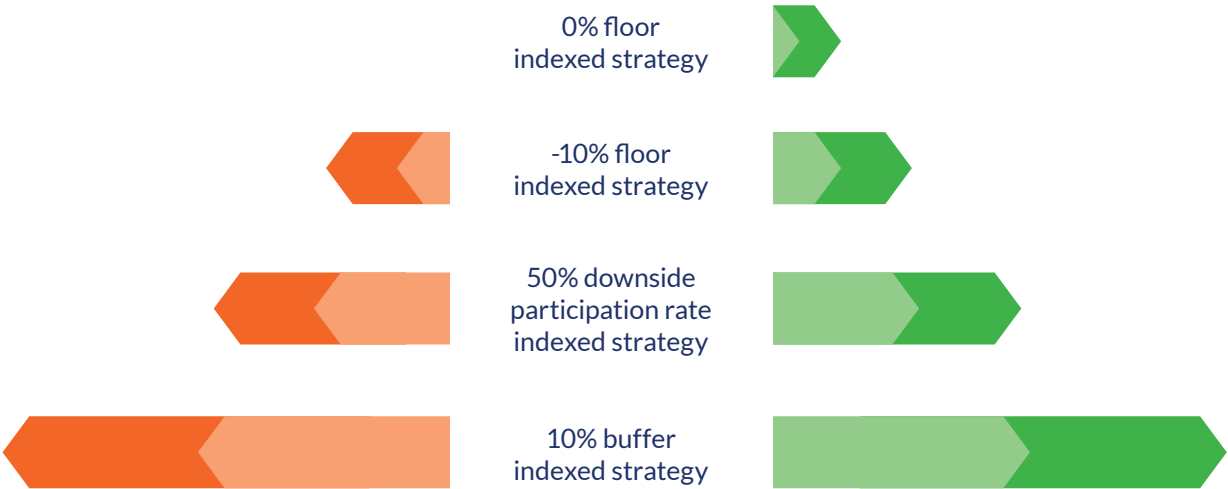 0% floor
indexed strategy
-10% floor
indexed strategy
50% downside
participation rate
indexed strategy
10% buffer
indexed strategy